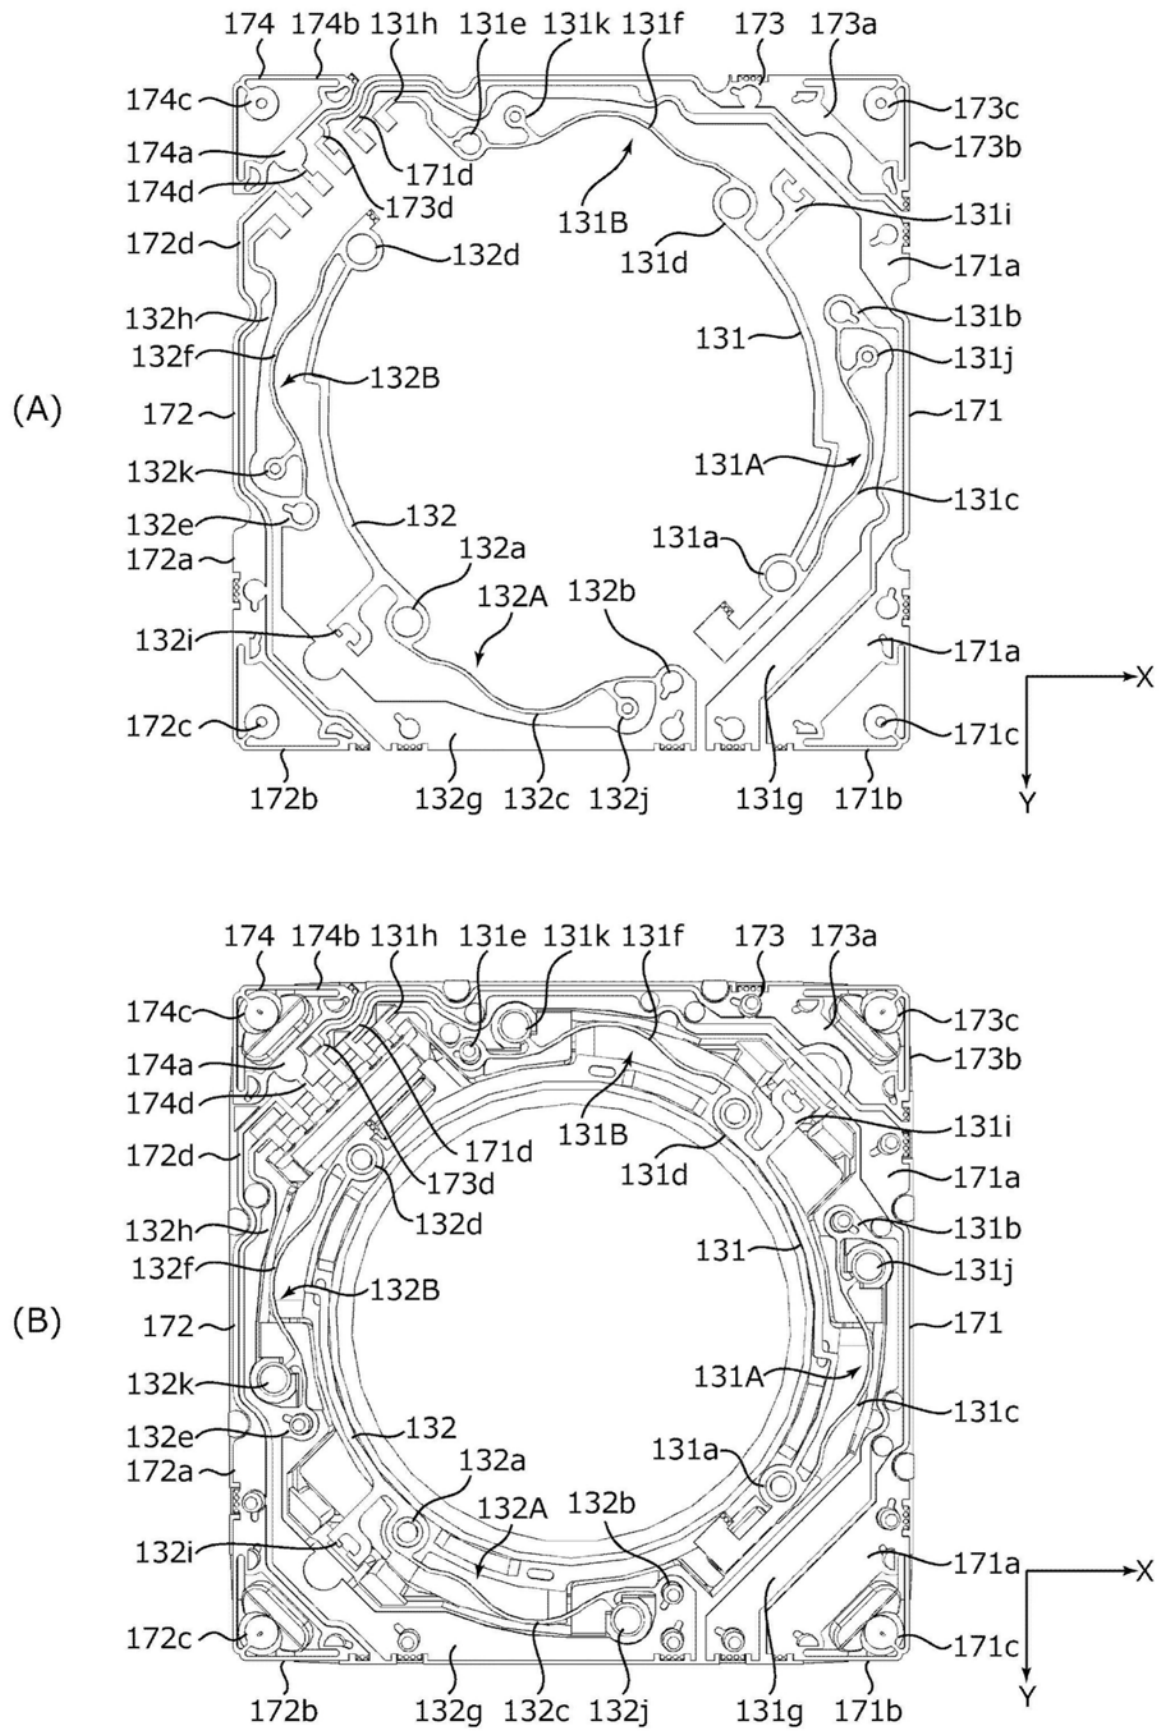 174 174b 131h 131e 131k 131f 173 173a
174c 173c
174a 173b
174d 171d
173d 131B 131i
172d 132d 131d
171a
132h 131b
132f 131
132B 131j
(A) 172 171
132k 131A
131c
132e 132 131a
172a 132a
132A 132b
132i
171a
X
172c 171c
172b 132g 132c 132j 131g 171b
Y
174 174b 131h 131e 131k 131f 173 173a
174c 173c
174a 173b
174d
131B 131i
172d 171d 131d
173d 171a
132h 132d 131b
131
132f 131j
132B
(B) 172 171
131A
132k
131c
132e 132 131a
172a 132a
132A 132b
132i
171a
X
172c 171c
172b 132g 132c 132j 131g 171b
Y